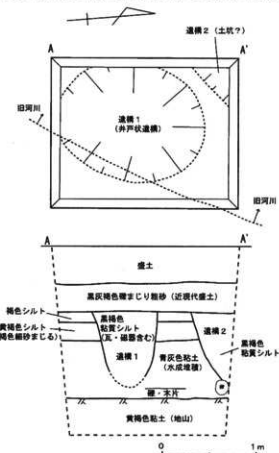 A
A'
遺構2（土坑？）
旧河川
遺構1
（井戸状遺構）
旧河川
A
A'
盛土
黒灰褐色礫まじり粗砂（近現代盛土）
褐色シルト
黄褐色シルト
（褐色細砂まじる）
黒褐色
粘質シルト
（瓦・磁器含む）
遺構2
遺構1
青灰色粘土
（水成堆積）
黒褐色
粘質シルト
礫・木片
黄褐色粘土（地山）
0
1m